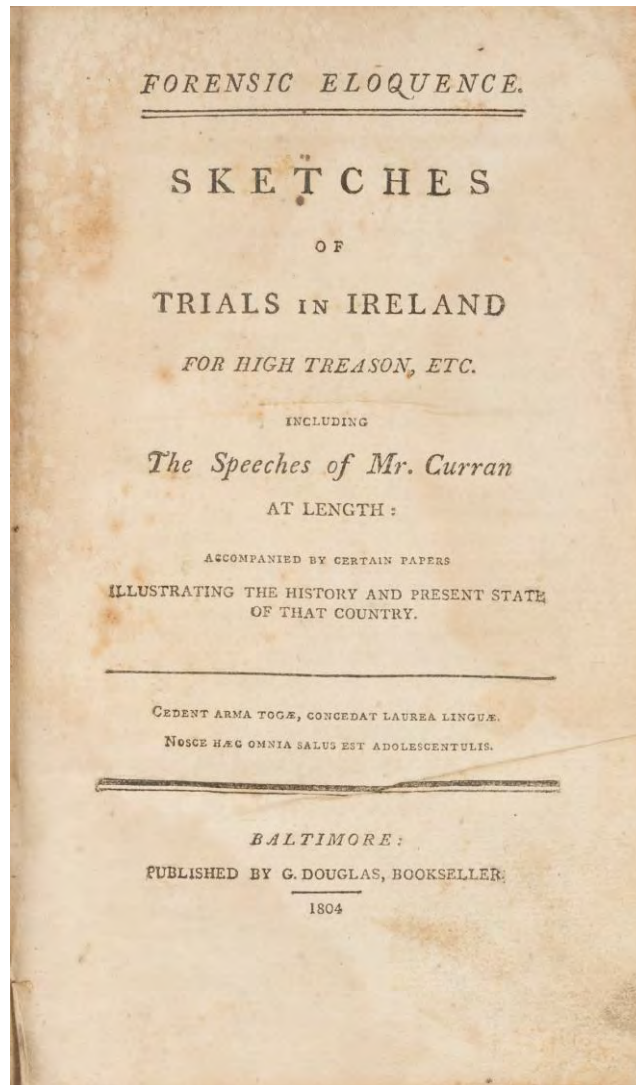 FORENSIC ELOQUENCE.
SKETCHES
OF
TRIALS IN IRELAND
FOR HIGH TREASON, ETC.
INCLUDING
The Speeches of Mr. Curran
AT LENGTH:
ACCOMPANIED BY CERTAIN PAPERS
ILLUSTRATING THE HISTORY AND PRESENT STATE
OF THAT COUNTRY.
CEDENT ARMA TOGÆ, CONCEDAT LAUREA LINGUÆ.
NOSCE HÆC OMNIA SALUS EST ADOLESCENTULIS.
BALTIMORE:
PUBLISHED BY G. DOUGLAS, BOOKSELLER.
1804